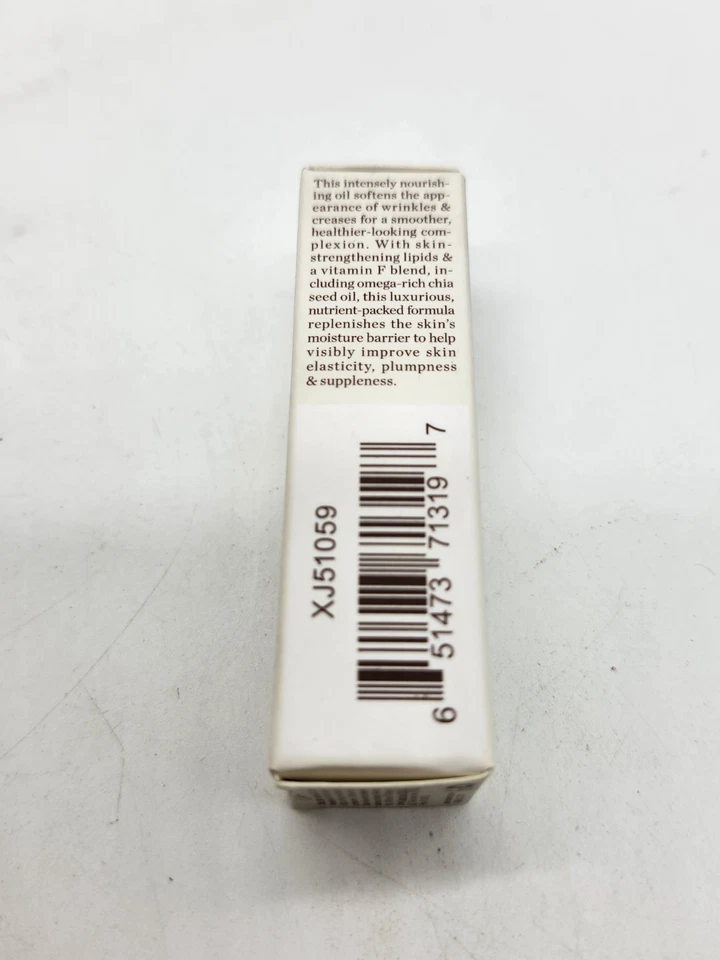 This intensely nourish-
ing oil softens the app-
earance of wrinkles &
creases for a smoother,
healthier-looking com-
plexion. With skin-
strengthening lipids &
a vitamin F blend, in-
cluding omega-rich chia
seed oil, this luxurious,
nutrient-packed formula
replenishes the skin's
moisture barrier to help
visibly improve skin
elasticity, plumpness
& suppleness.
XJ51059
6 51473 71319 7